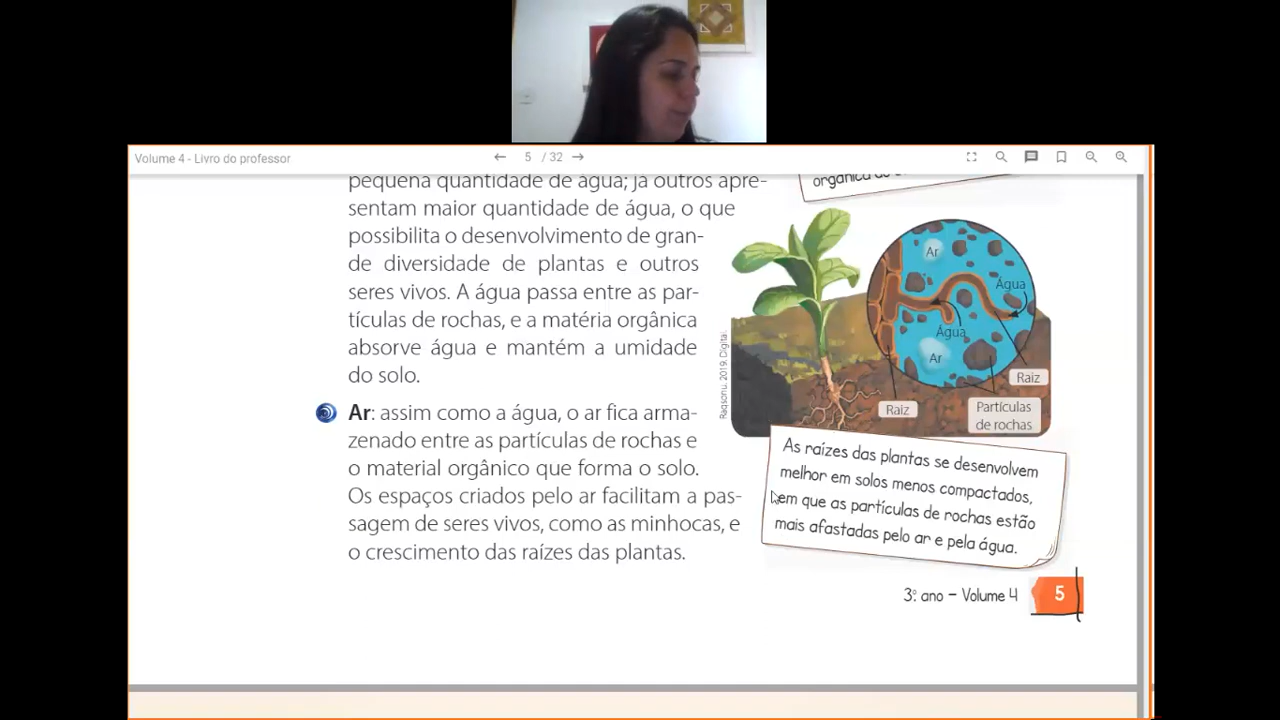 Volume 4 - Livro do professor
5 / 32
pequena quantidade de água; já outros apre-
sentam maior quantidade de água, o que
possibilita o desenvolvimento de gran-
de diversidade de plantas e outros
seres vivos. A água passa entre as par-
tículas de rochas, e a matéria orgânica
absorve água e mantém a umidade
do solo.
Ar: assim como a água, o ar fica arma-
zenado entre as partículas de rochas e
o material orgânico que forma o solo.
Os espaços criados pelo ar facilitam a pas-
sagem de seres vivos, como as minhocas, e
o crescimento das raízes das plantas.
Ar
Água
Água
Ar
Raiz
Raiz
Partículas
de rochas
Raqsonu. 2019. Digital.
As raízes das plantas se desenvolvem
melhor em solos menos compactados,
em que as partículas de rochas estão
mais afastadas pelo ar e pela água.
3º. ano – Volume 4
5